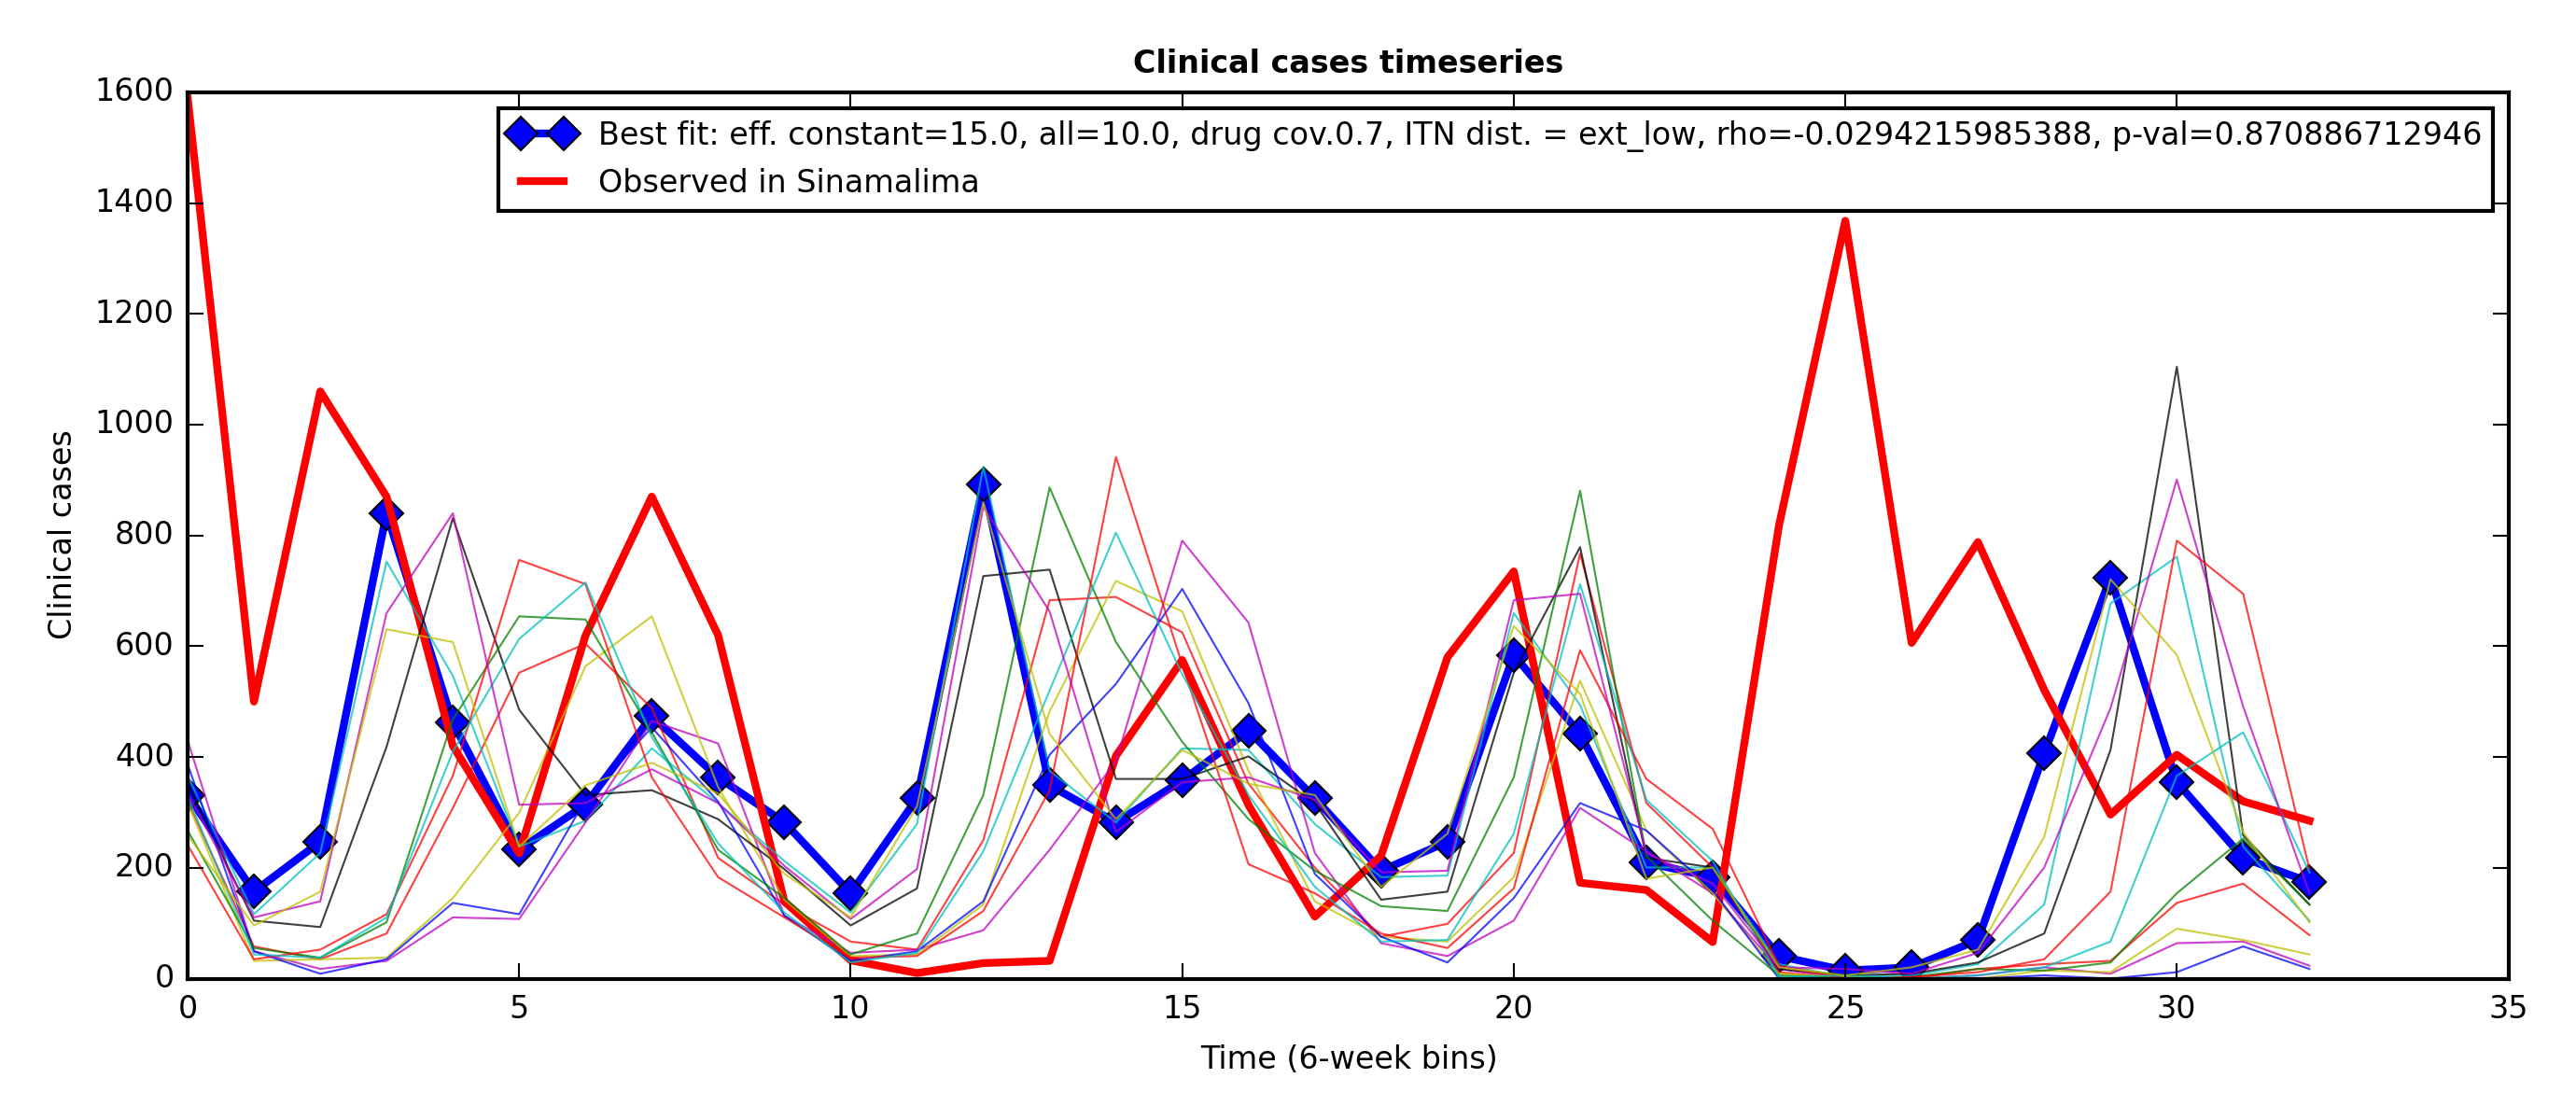 Clinical cases timeseries
Best fit: eff. constant=15.0, all=10.0, drug cov.0.7, ITN dist. = ext_low, rho=-0.0294215985388, p-val=0.870886712946
Observed in Sinamalima
1600
1400
1200
1000
800
600
400
200
0
Clinical cases
0 5 10 15 20 25 30 35
Time (6-week bins)